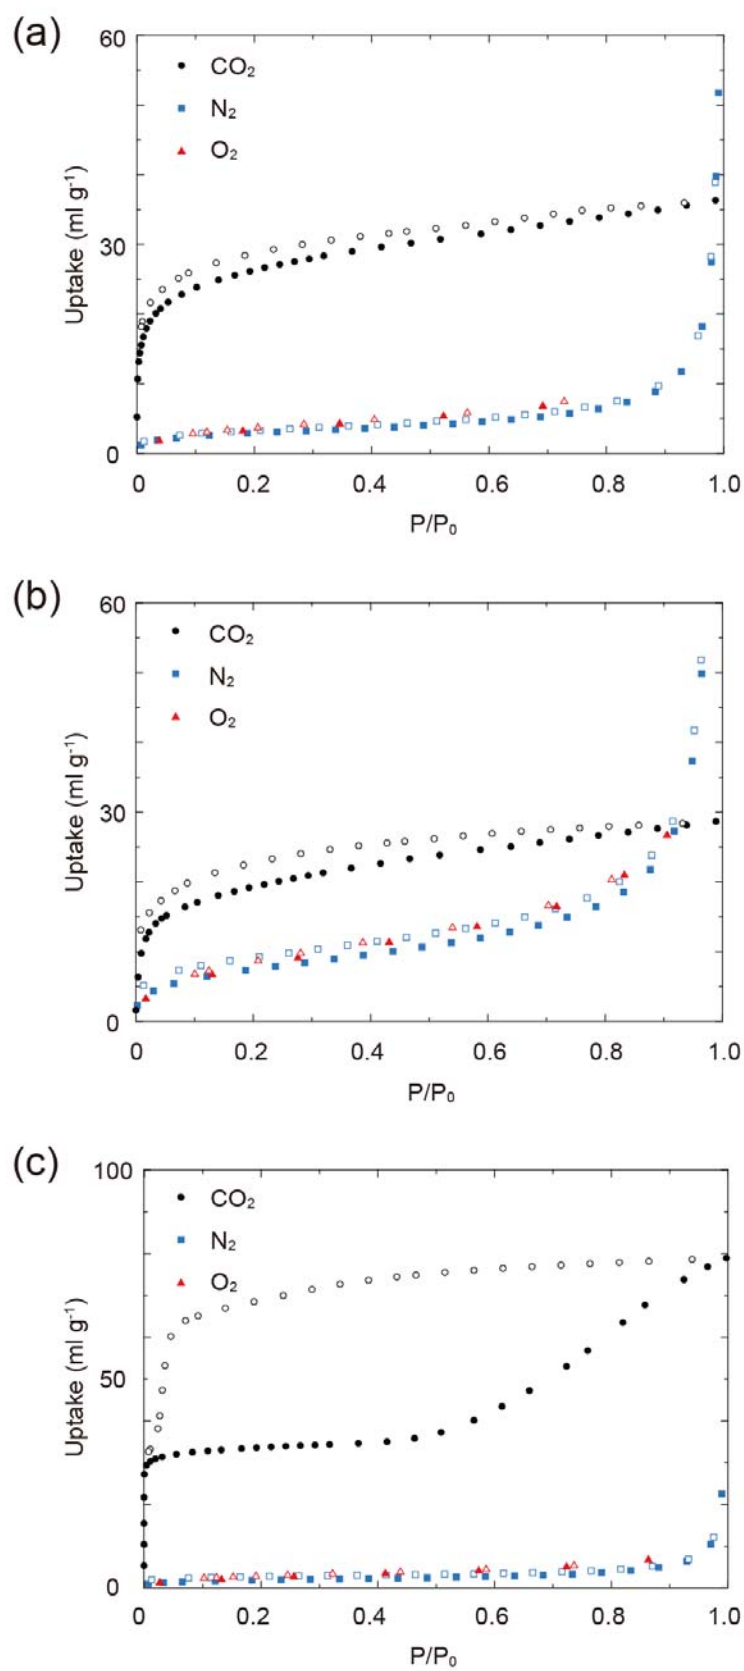 (a)
60
CO₂
N₂
O₂
30
0
Uptake (ml g⁻¹)
0 0.2 0.4 0.6 0.8 1.0
P/P₀
(b)
60
CO₂
N₂
O₂
30
0
Uptake (ml g⁻¹)
0 0.2 0.4 0.6 0.8 1.0
P/P₀
(c)
100
CO₂
N₂
O₂
50
0
Uptake (ml g⁻¹)
0 0.2 0.4 0.6 0.8 1.0
P/P₀